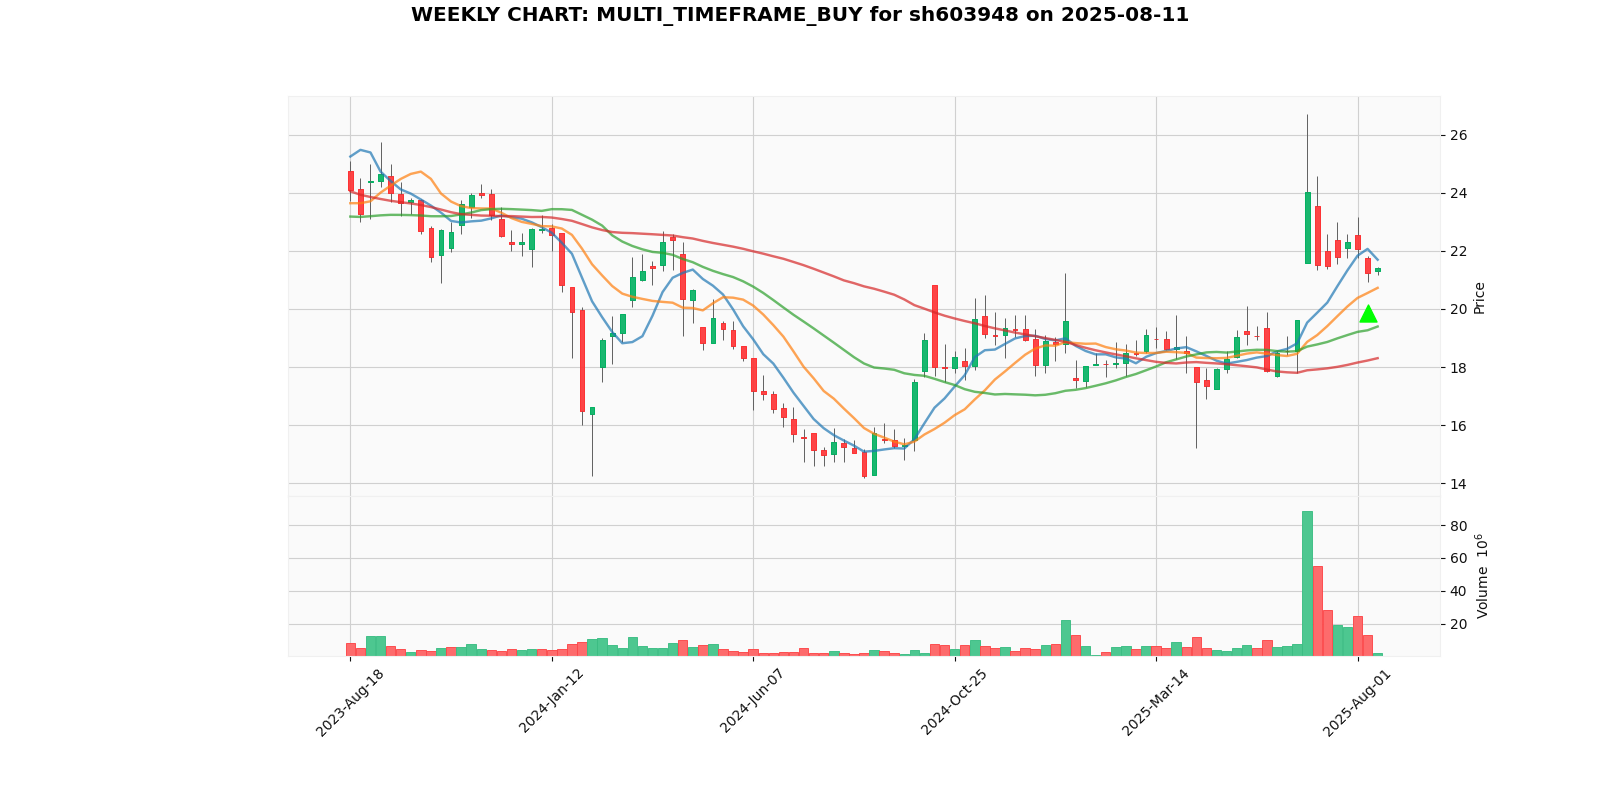 WEEKLY CHART: MULTI_TIMEFRAME_BUY for sh603948 on 2025-08-11
26
24
22
20
18
16
14
Price
80
60
40
20
Volume 10⁶
2023-Aug-18
2024-Jan-12
2024-Jun-07
2024-Oct-25
2025-Mar-14
2025-Aug-01